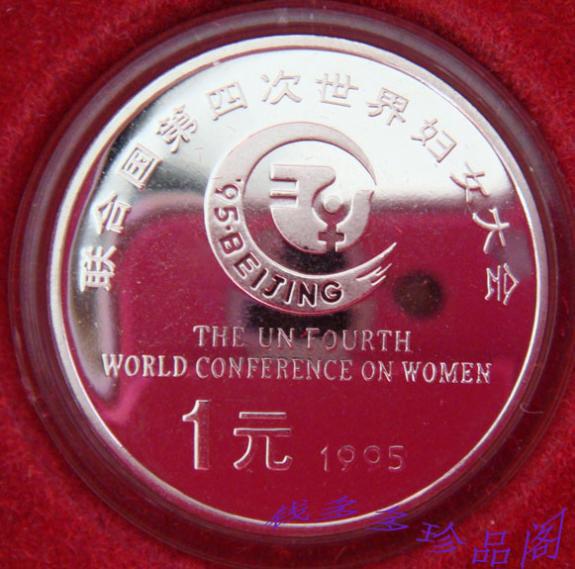 联合国第四次世界妇女大会
'95·BEIJING
THE UN FOURTH
WORLD CONFERENCE ON WOMEN
1元 1995
钱多多珍品阁